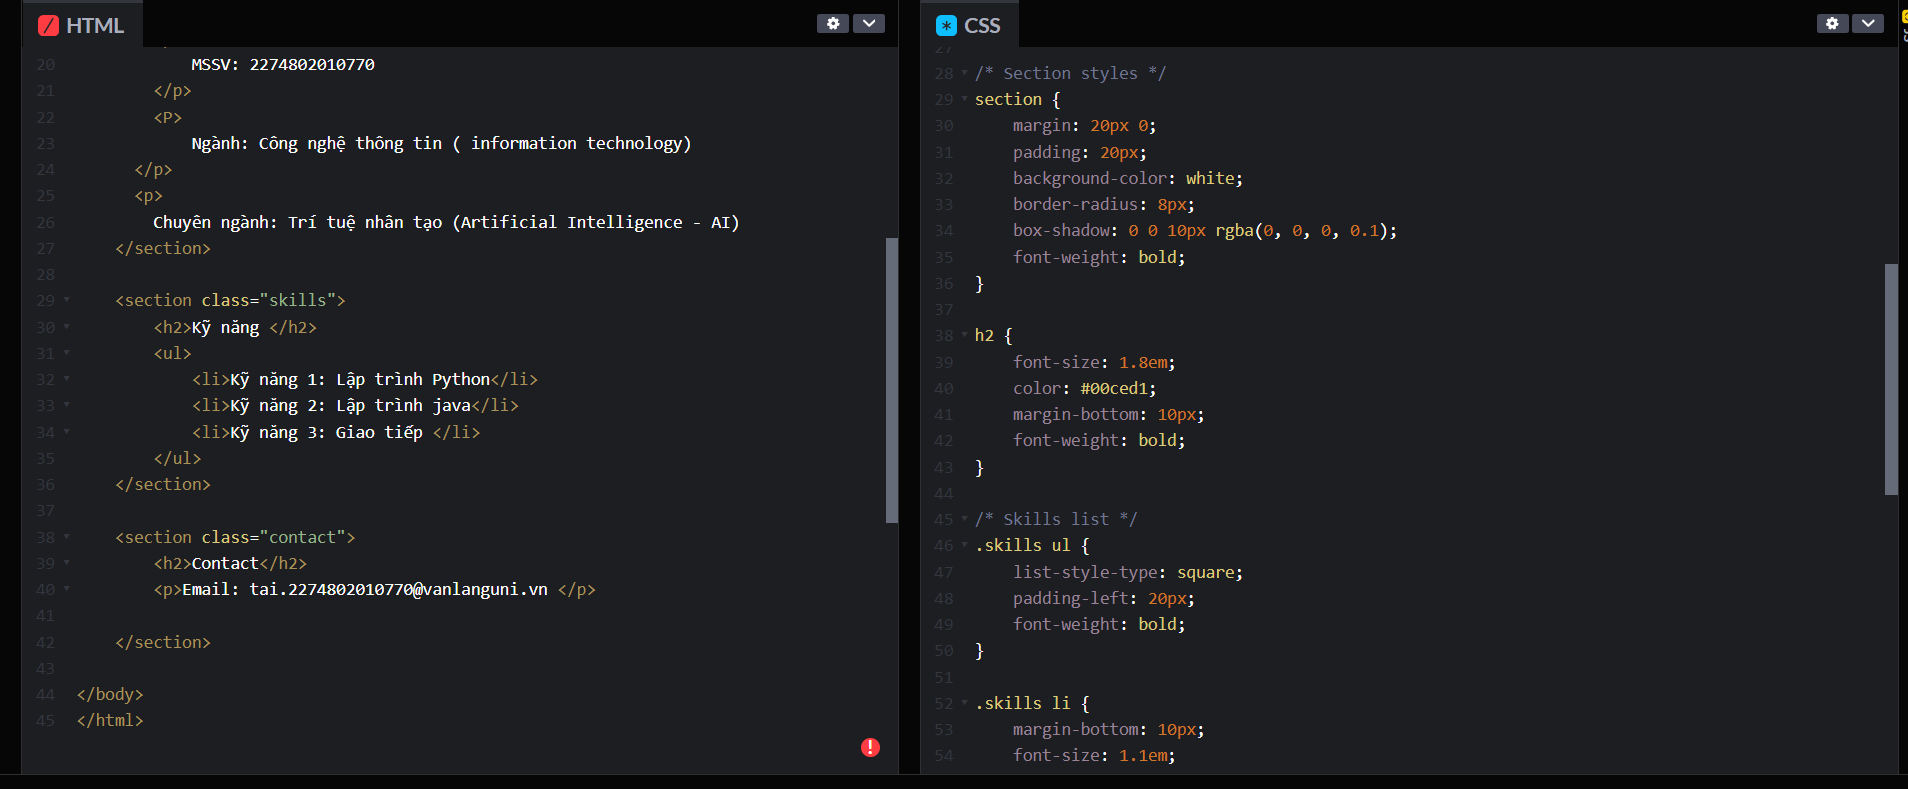 HTML
20 MSSV: 2274802010770
21 </p>
22 <P>
23 Ngành: Công nghệ thông tin ( information technology)
24 </p>
25 <p>
26 Chuyên ngành: Trí tuệ nhân tạo (Artificial Intelligence - AI)
27 </section>
28
29 <section class="skills">
30 <h2>Kỹ năng </h2>
31 <ul>
32 <li>Kỹ năng 1: Lập trình Python</li>
33 <li>Kỹ năng 2: Lập trình java</li>
34 <li>Kỹ năng 3: Giao tiếp </li>
35 </ul>
36 </section>
37
38 <section class="contact">
39 <h2>Contact</h2>
40 <p>Email: tai.2274802010770@vanlanguni.vn </p>
41
42 </section>
43
44 </body>
45 </html>
CSS
27
28 /* Section styles */
29 section {
30 margin: 20px 0;
31 padding: 20px;
32 background-color: white;
33 border-radius: 8px;
34 box-shadow: 0 0 10px rgba(0, 0, 0, 0.1);
35 font-weight: bold;
36 }
37
38 h2 {
39 font-size: 1.8em;
40 color: #00ced1;
41 margin-bottom: 10px;
42 font-weight: bold;
43 }
44
45 /* Skills list */
46 .skills ul {
47 list-style-type: square;
48 padding-left: 20px;
49 font-weight: bold;
50 }
51
52 .skills li {
53 margin-bottom: 10px;
54 font-size: 1.1em;